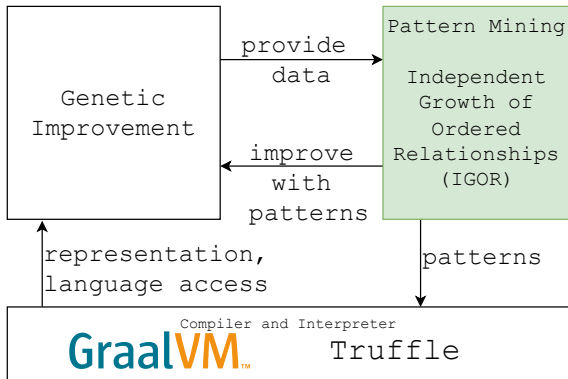 Genetic
Improvement
provide
data
improve
with
patterns
Pattern Mining
Independent
Growth of
Ordered
Relationships
(IGOR)
representation,
language access
patterns
Compiler and Interpreter
GraalVM™ Truffle